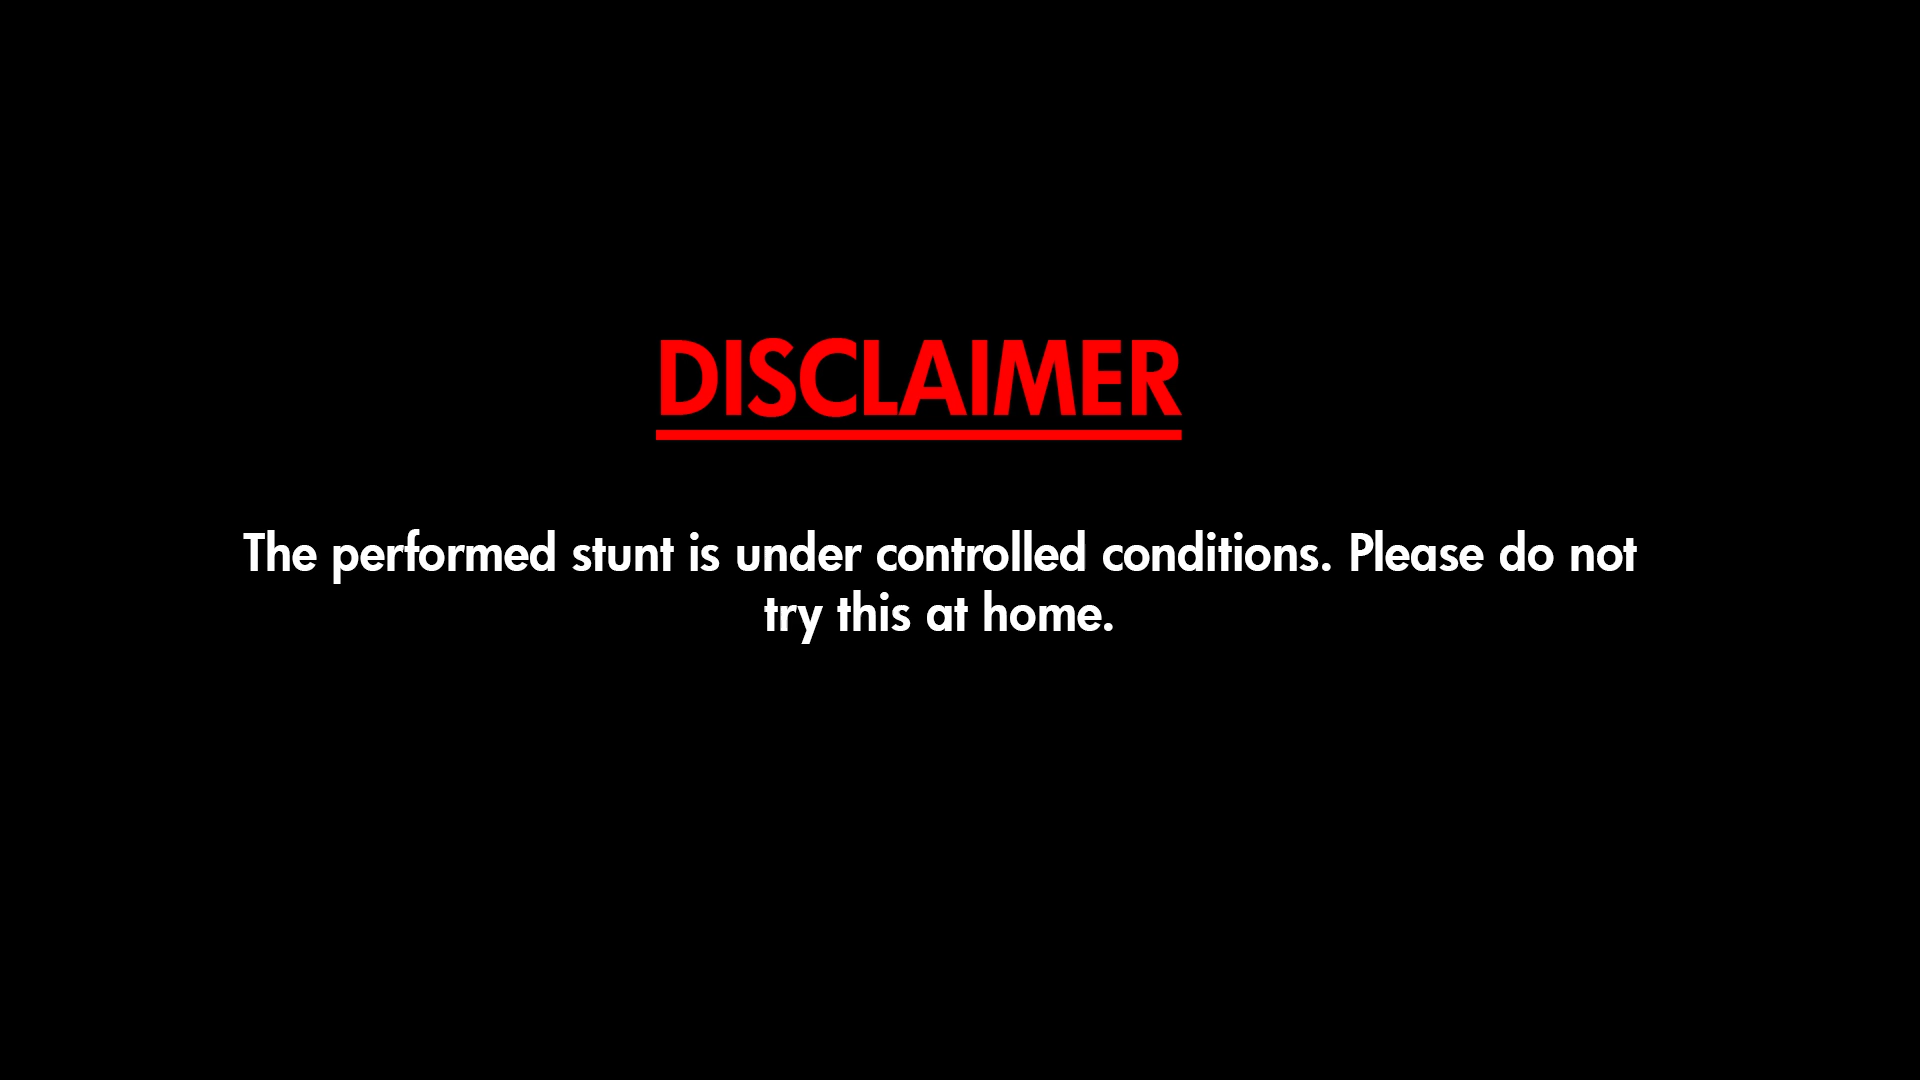 DISCLAIMER
The performed stunt is under controlled conditions. Please do not
try this at home.